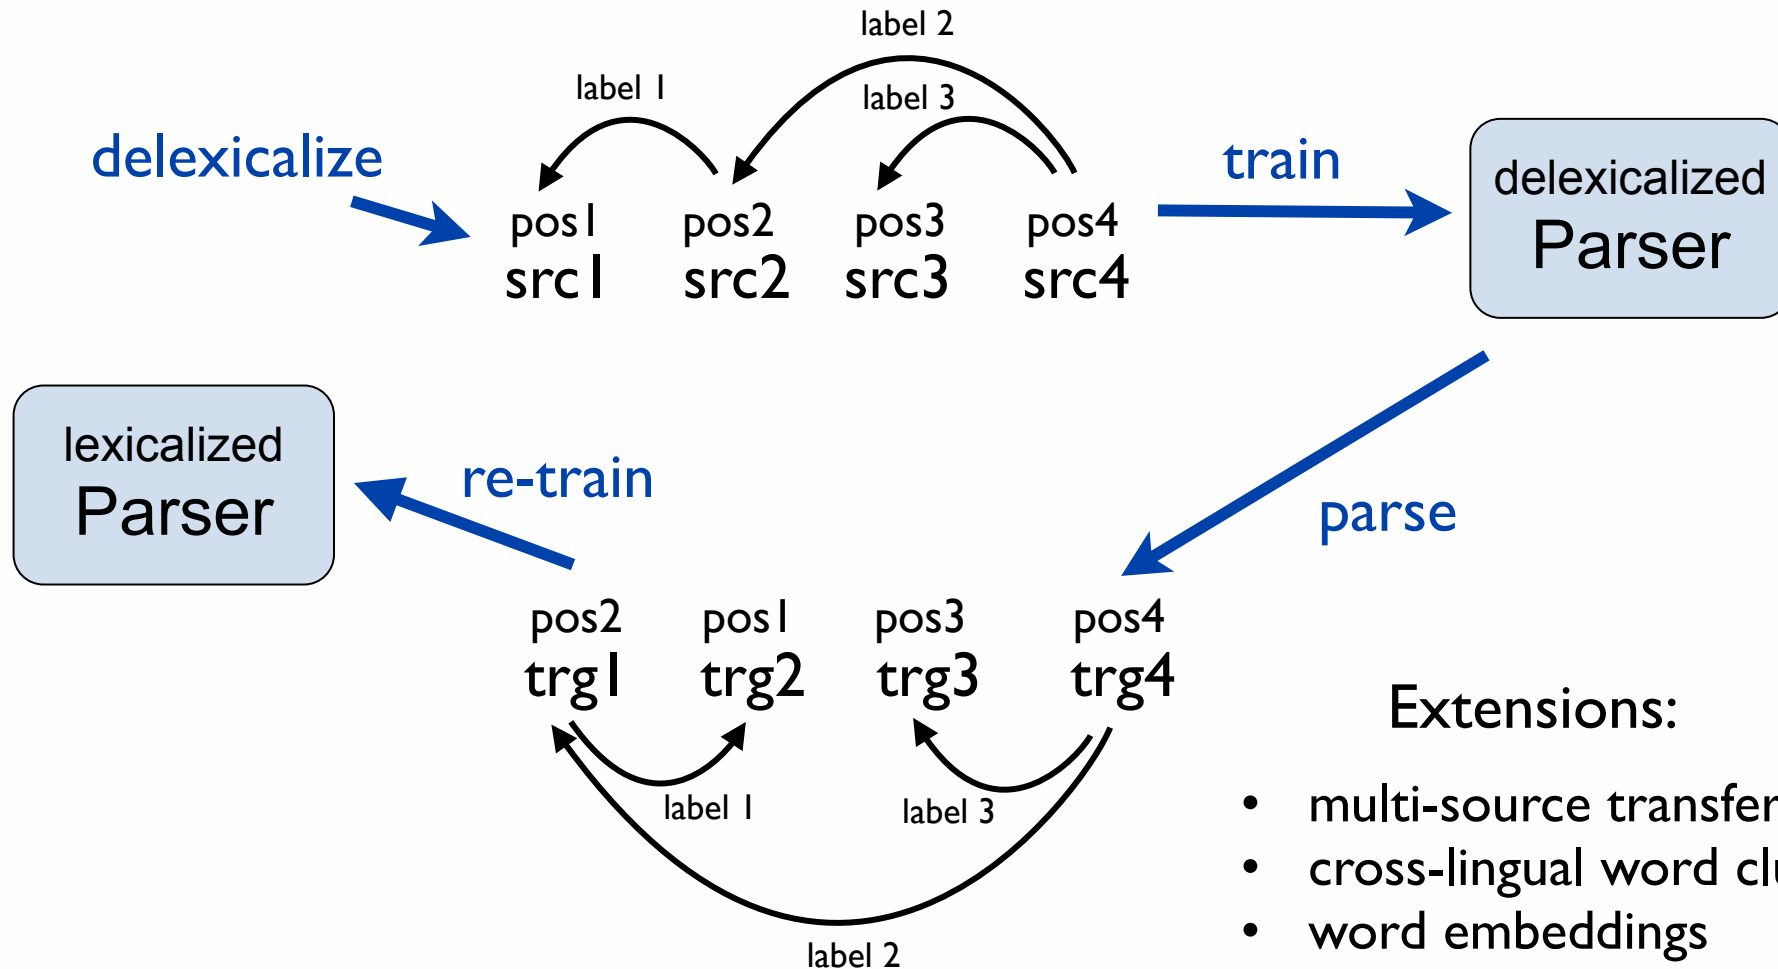 label 2
label 1
label 3
delexicalize
train
pos1 pos2 pos3 pos4
src1 src2 src3 src4
delexicalized
Parser
lexicalized
Parser
re-train
parse
pos2 pos1 pos3 pos4
trg1 trg2 trg3 trg4
label 1
label 3
label 2
Extensions:
• multi-source transfer
• cross-lingual word clu
• word embeddings